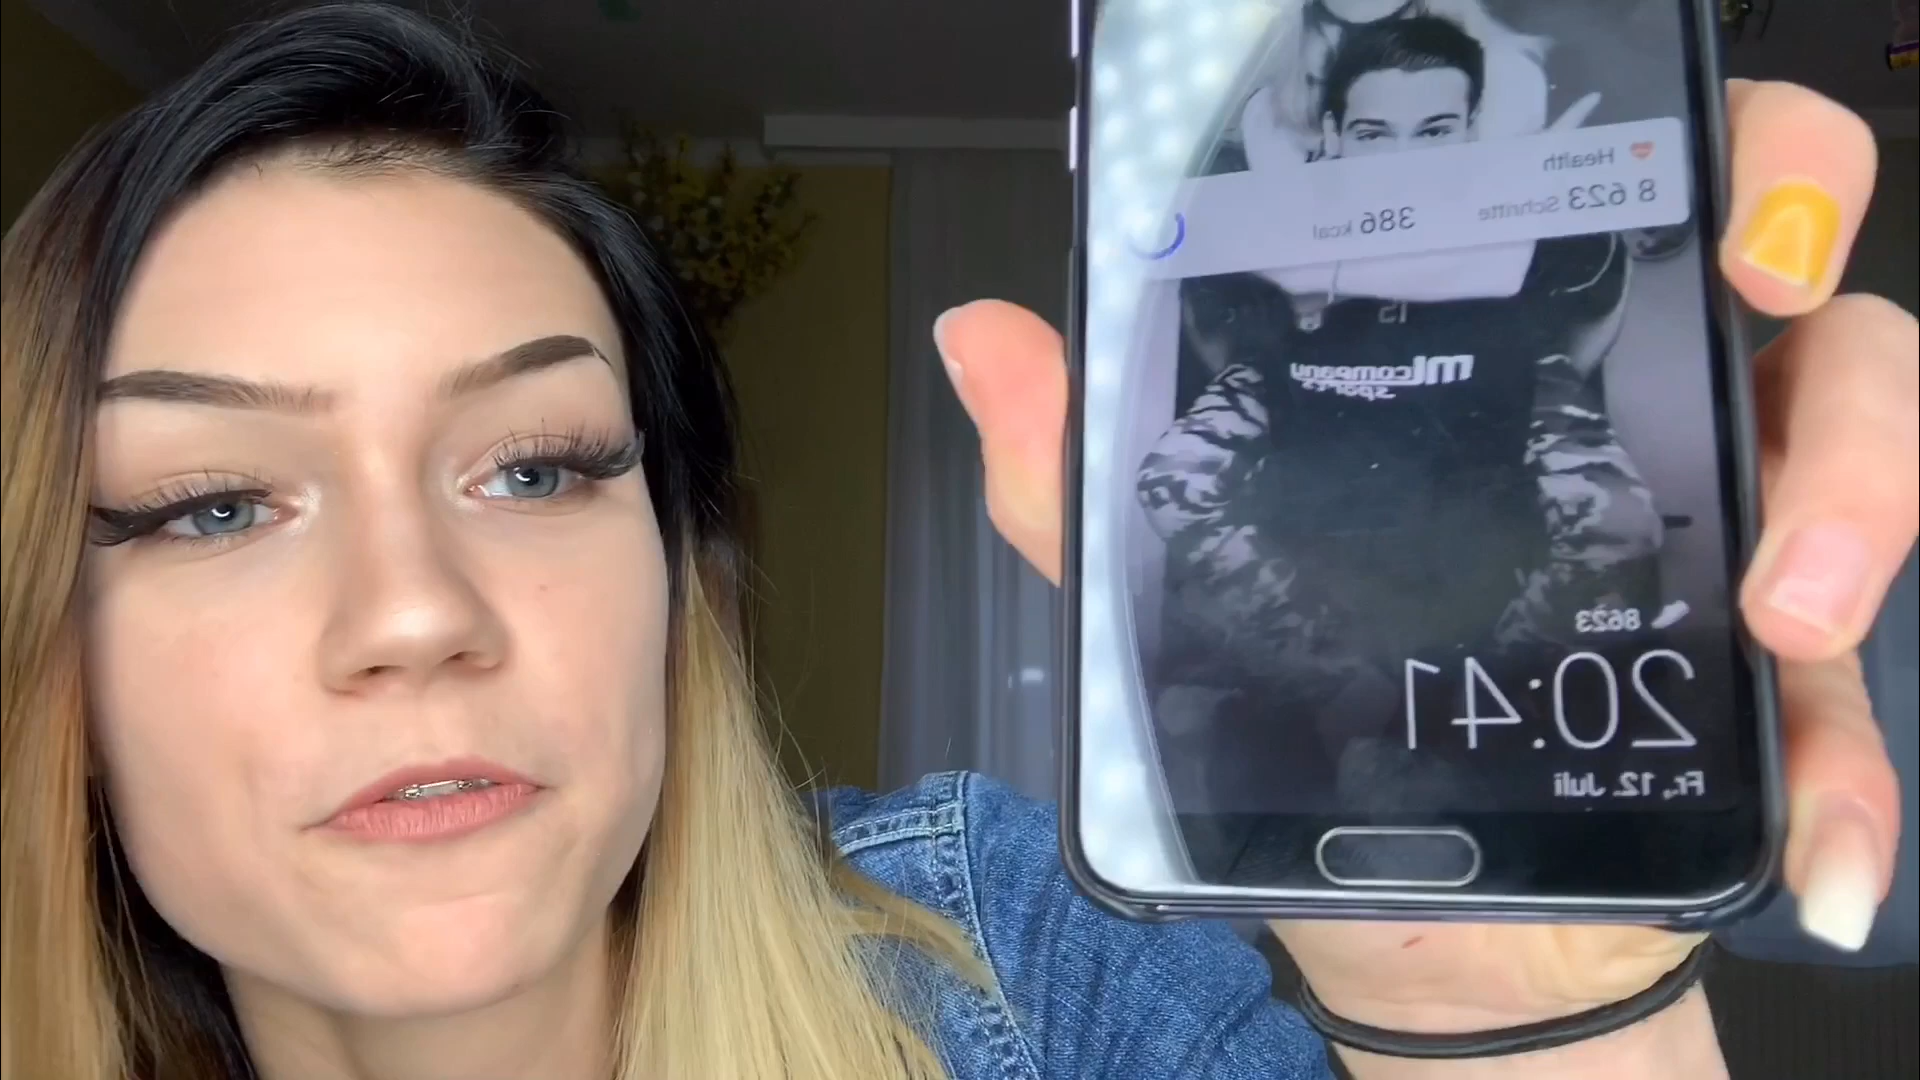 Health
8 623 Schritte 386 kcal
mlcompany
sports
8623
20:41
Fr., 12. Juli